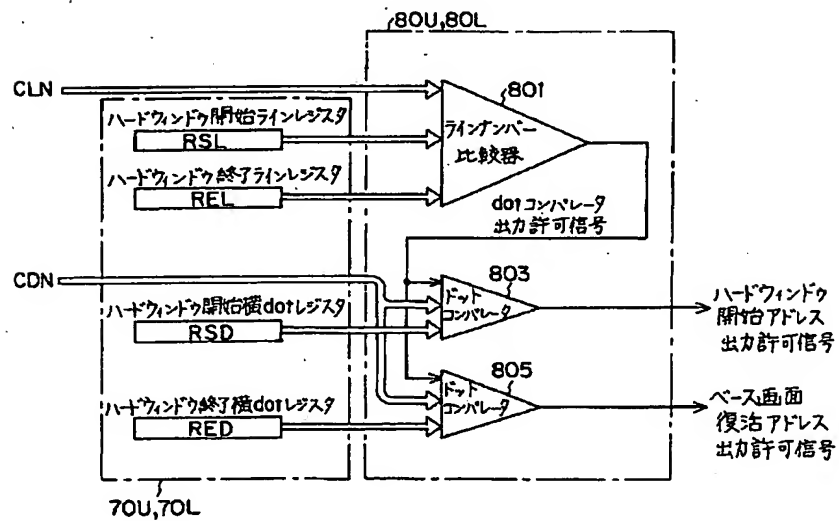 80U,80L
CLN
801
ハードウィンドゥ開始ラインレジスタ
RSL
ラインナンバー
比較器
ハードウィンドゥ終了ラインレジスタ
REL
dotコンパレータ
出力許可信号
CDN
803
ドット
コンパレータ
ハードウィンドゥ
開始アドレス
出力許可信号
ハードウィンドゥ開始横dotレジスタ
RSD
805
ドット
コンパレータ
ベース画面
復活アドレス
出力許可信号
ハードウィンドゥ終了横dotレジスタ
RED
70U,70L